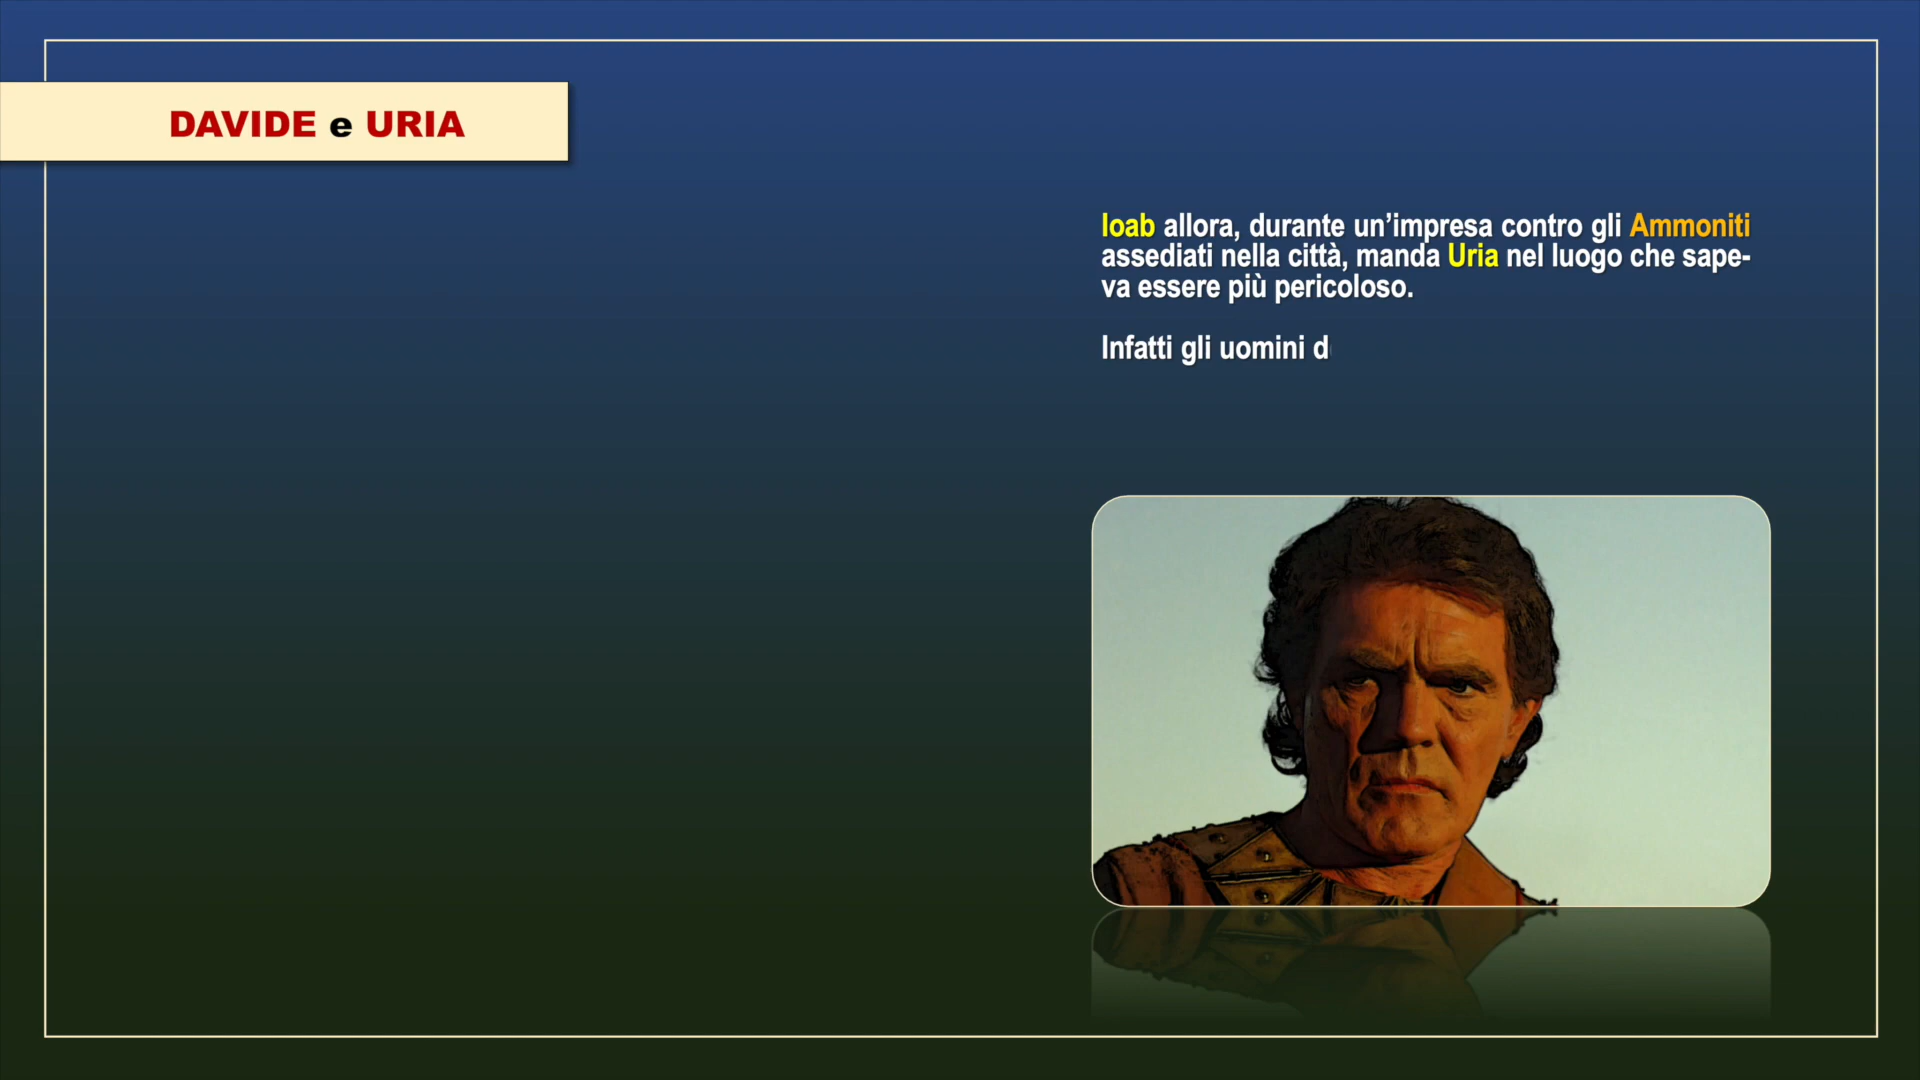 DAVIDE e URIA
Ioab allora, durante un’impresa contro gli Ammoniti
assediati nella città, manda Uria nel luogo che sape-
va essere più pericoloso.
Infatti gli uomini d